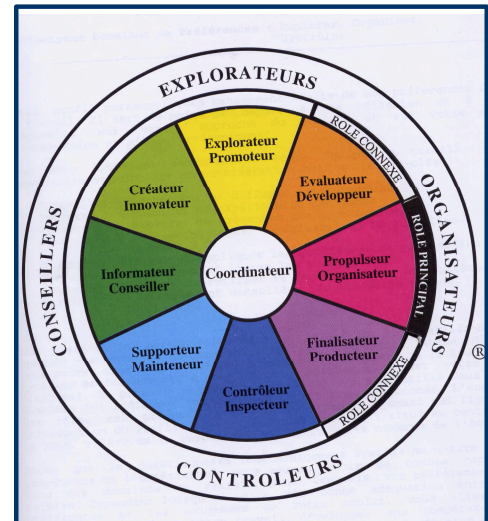 EXPLORATEURS
ORGANISATEURS
CONTROLEURS
CONSEILLERS
ROLE CONNEXE
ROLE PRINCIPAL
ROLE CONNEXE
Explorateur
Promoteur
Evaluateur
Développeur
Propulseur
Organisateur
Finalisateur
Producteur
Contrôleur
Inspecteur
Supporteur
Mainteneur
Informateur
Conseiller
Créateur
Innovateur
Coordinateur
®